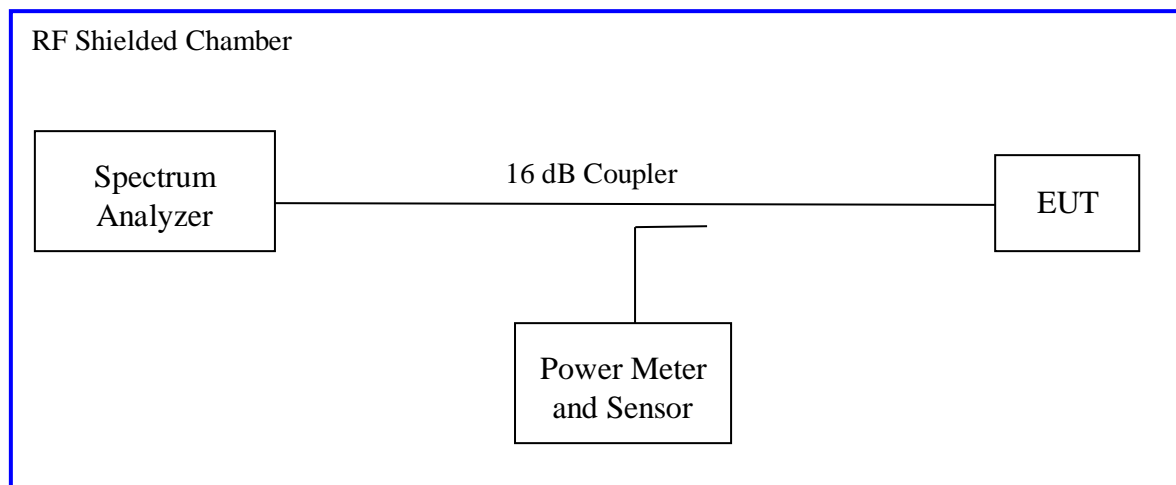 RF Shielded Chamber
16 dB Coupler
Spectrum
Analyzer
EUT
Power Meter
and Sensor